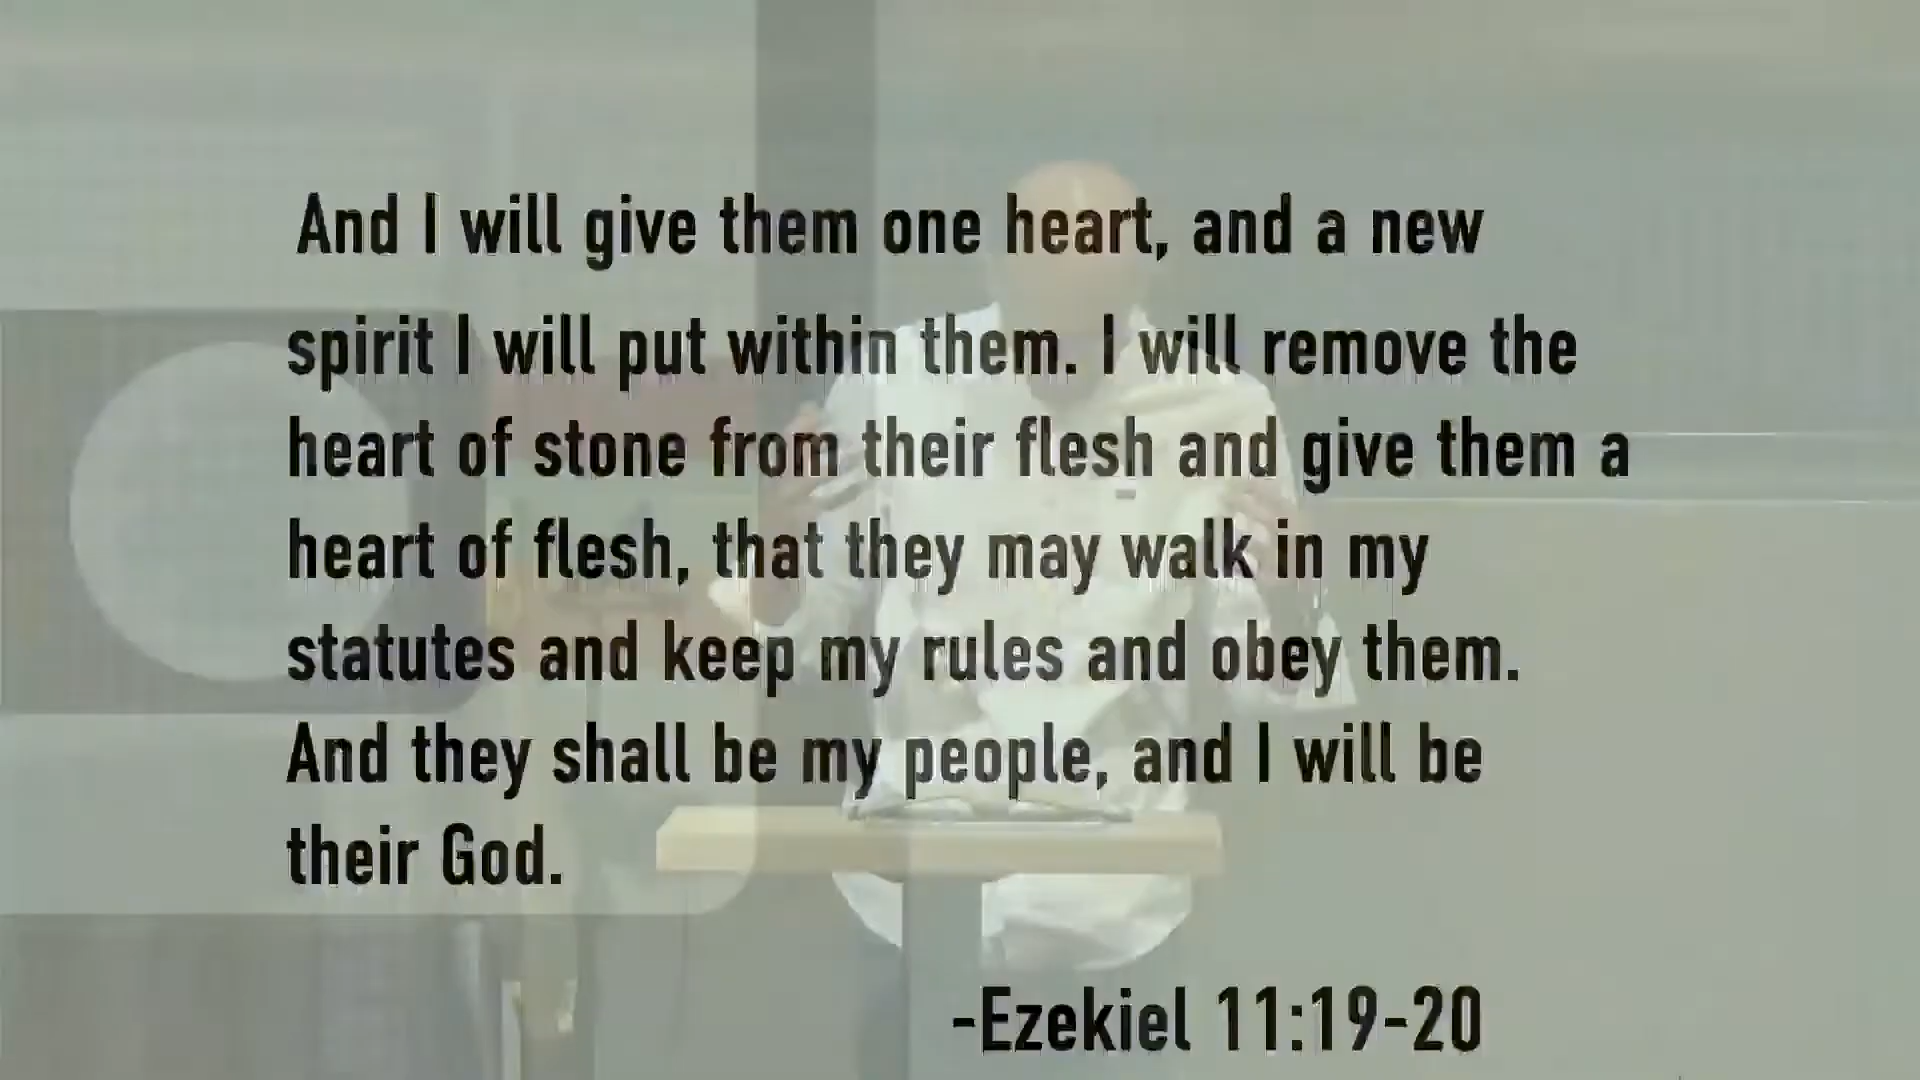 And I will give them one heart, and a new
spirit I will put within them. I will remove the
heart of stone from their flesh and give them a
heart of flesh, that they may walk in my
statutes and keep my rules and obey them.
And they shall be my people, and I will be
their God.
-Ezekiel 11:19-20